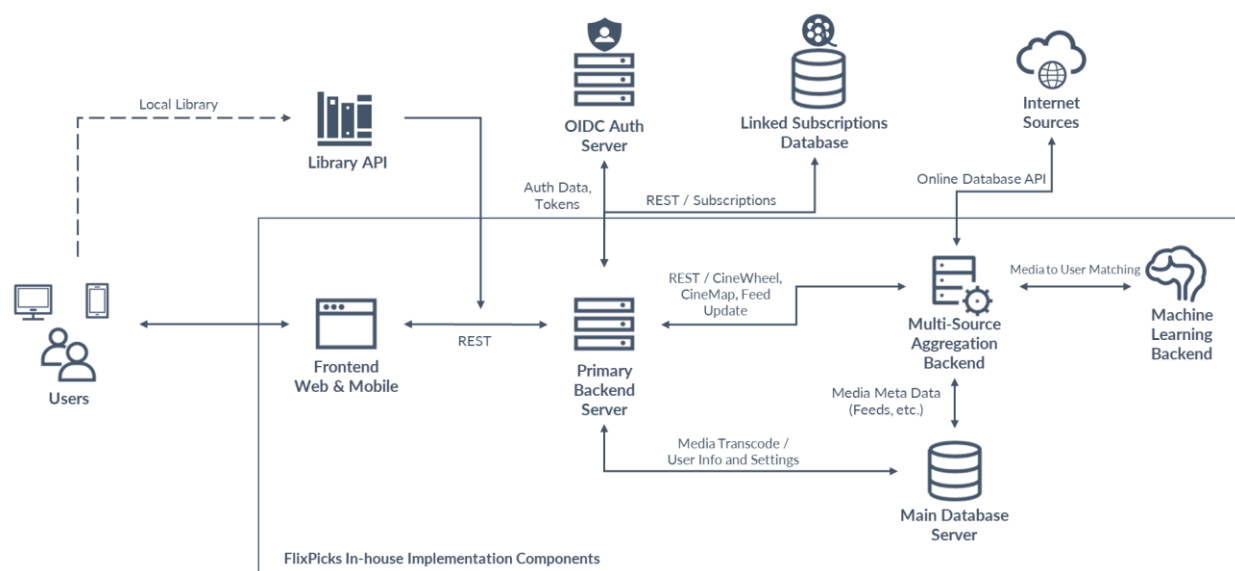 Local Library
Library API
OIDC Auth
Server
Linked Subscriptions
Database
Internet
Sources
Auth Data,
Tokens
REST / Subscriptions
Online Database API
Users
Frontend
Web & Mobile
REST
Primary
Backend
Server
REST / CineWheel,
CineMap, Feed
Update
Multi-Source
Aggregation
Backend
Media to User Matching
Machine
Learning
Backend
Media Meta Data
(Feeds, etc.)
Media Transcode /
User Info and Settings
Main Database
Server
FlixPicks In-house Implementation Components